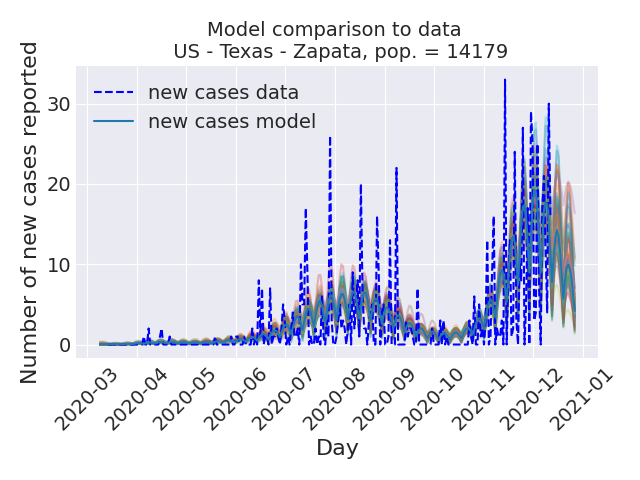 Model comparison to data
US - Texas - Zapata, pop. = 14179
Number of new cases reported
30
20
10
0
new cases data
new cases model
2020-03
2020-04
2020-05
2020-06
2020-07
2020-08
2020-09
2020-10
2020-11
2020-12
2021-01
Day